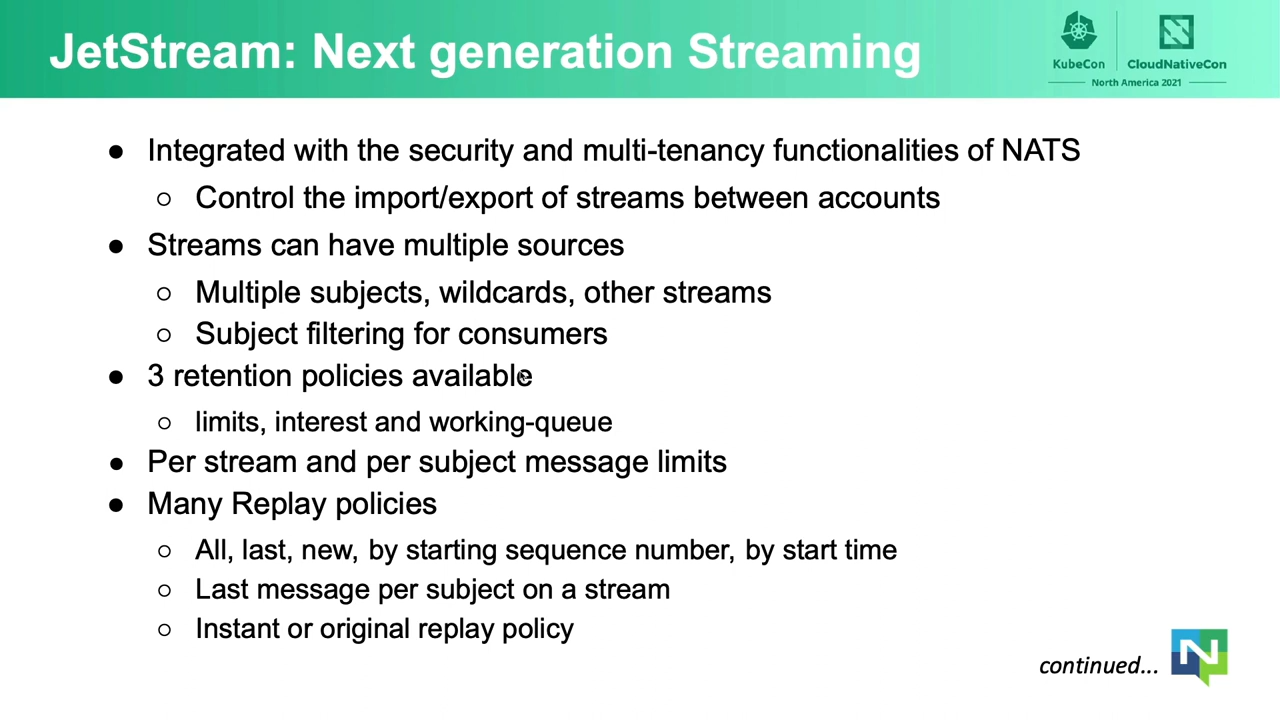 JetStream: Next generation Streaming
KubeCon
CloudNativeCon
North America 2021
● Integrated with the security and multi-tenancy functionalities of NATS
○ Control the import/export of streams between accounts
● Streams can have multiple sources
○ Multiple subjects, wildcards, other streams
○ Subject filtering for consumers
● 3 retention policies available
○ limits, interest and working-queue
● Per stream and per subject message limits
● Many Replay policies
○ All, last, new, by starting sequence number, by start time
○ Last message per subject on a stream
○ Instant or original replay policy
continued...
N